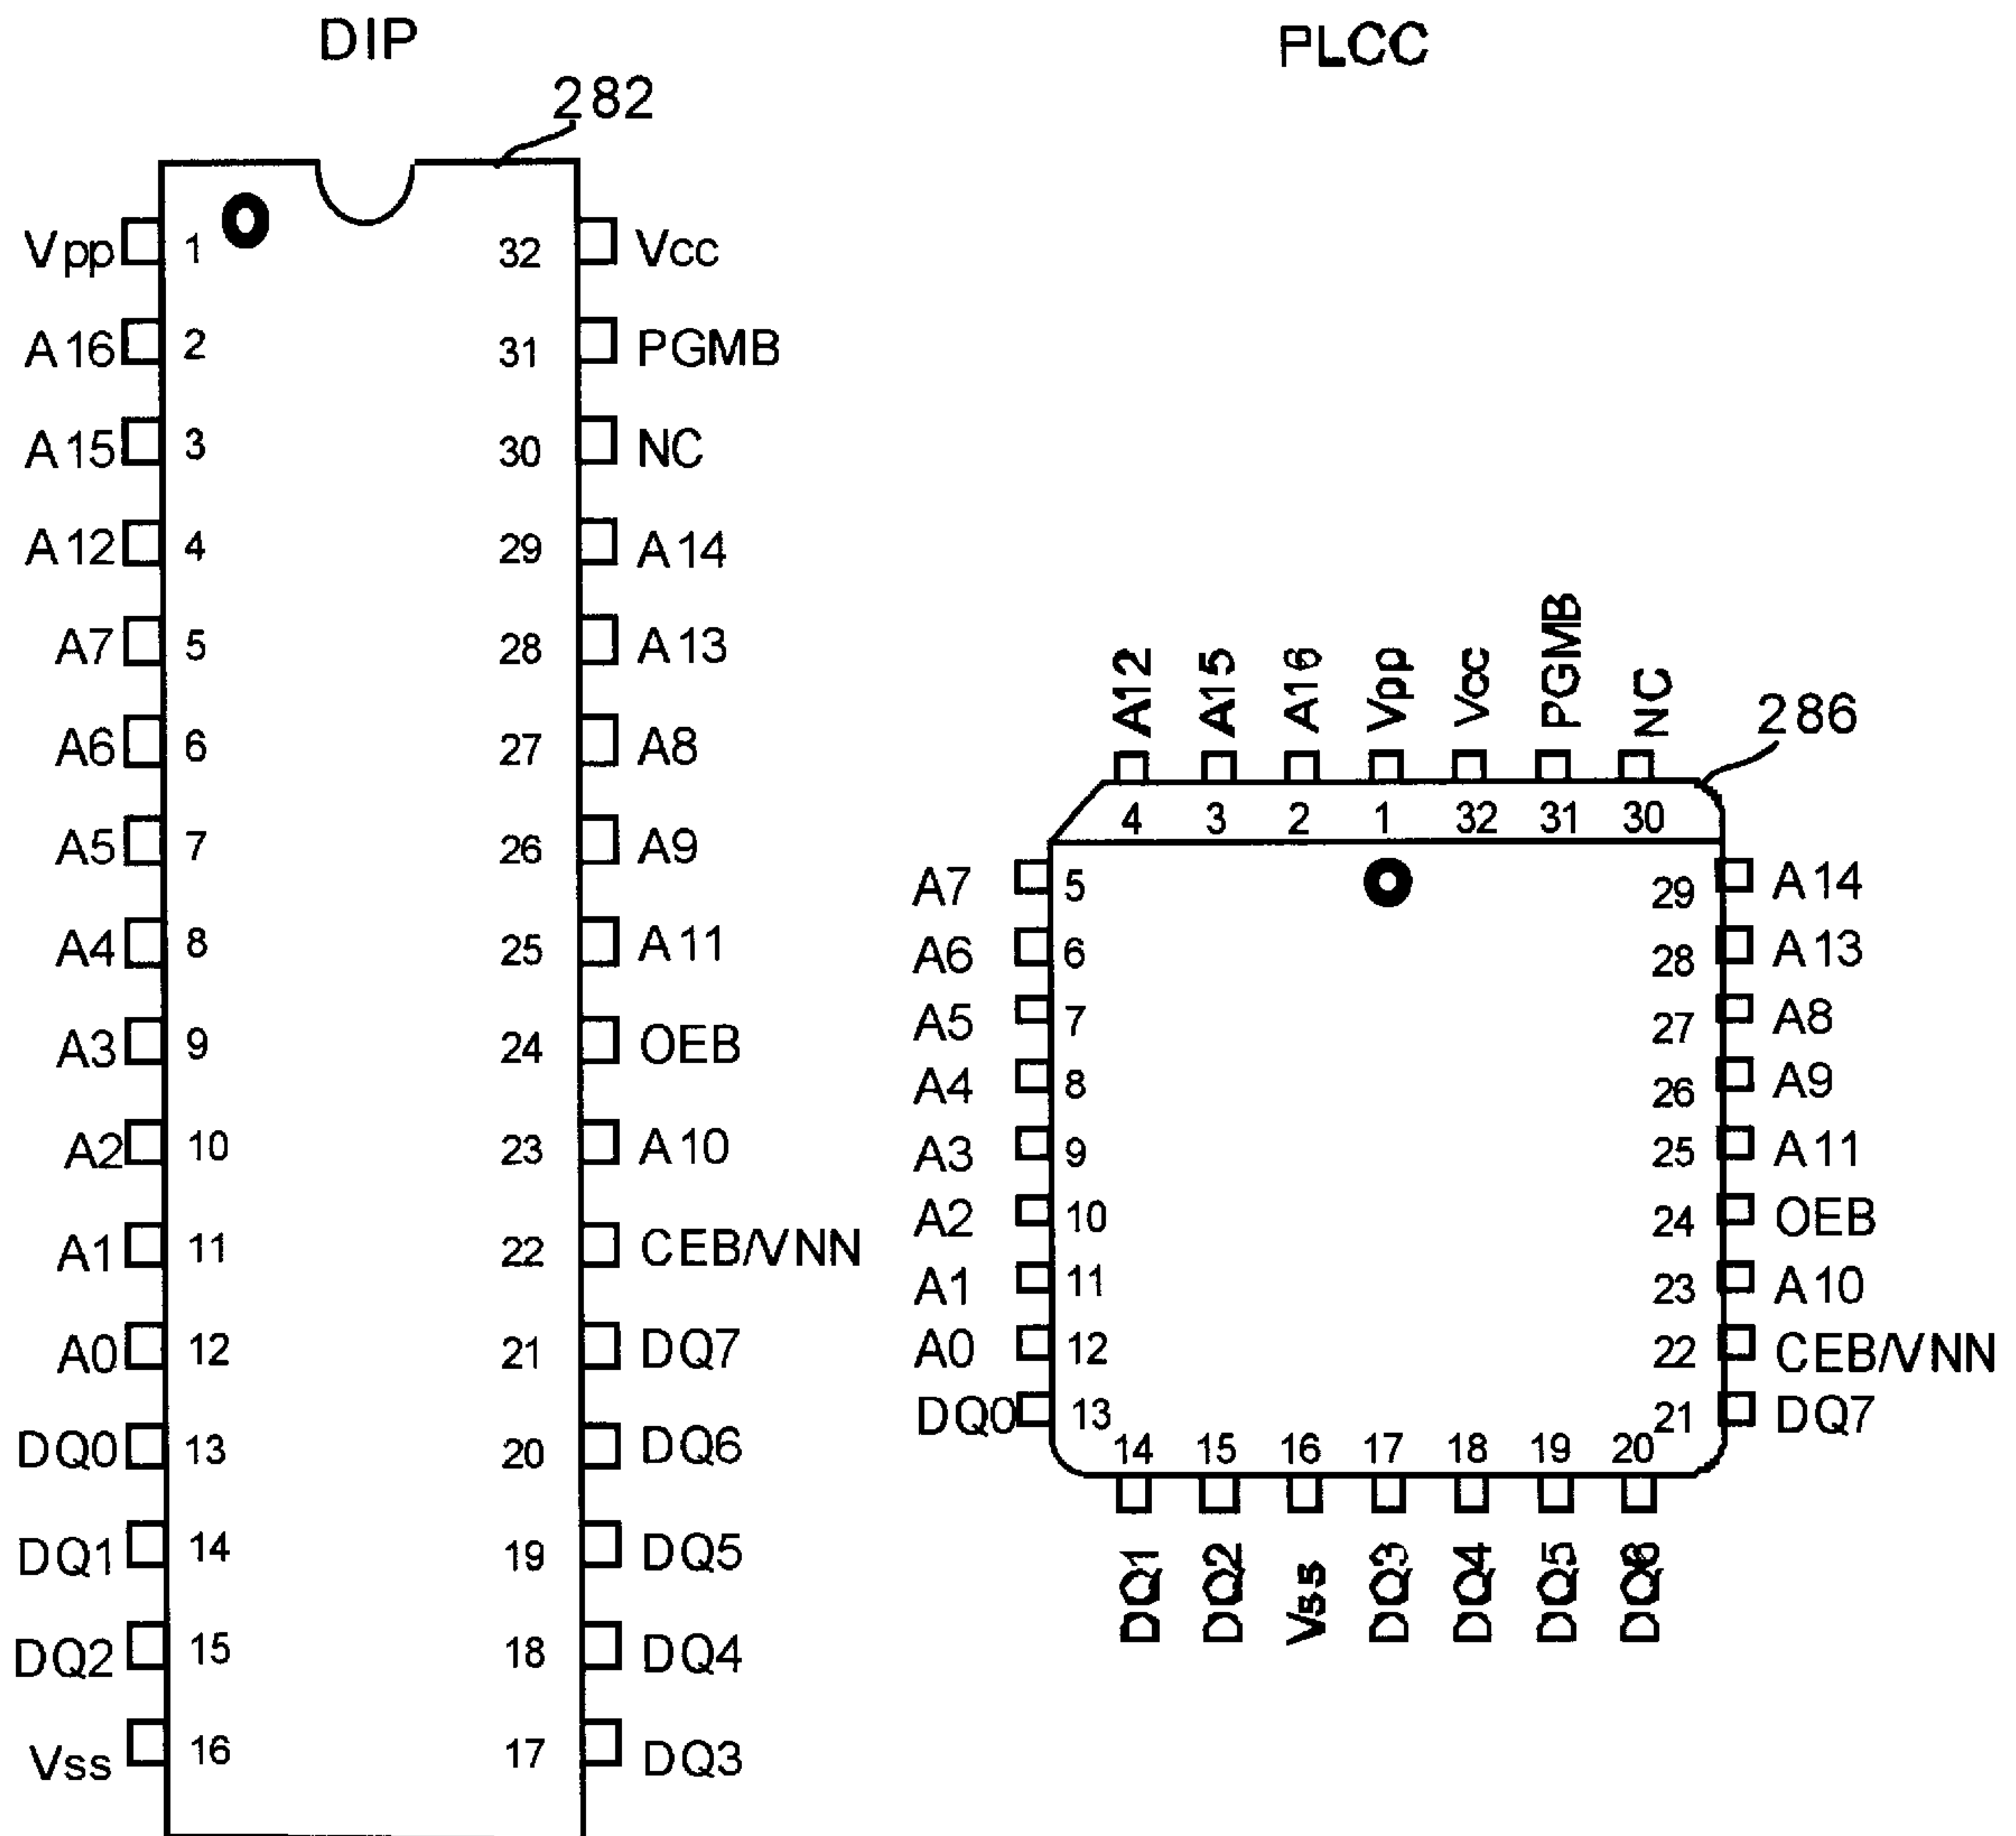 DIP
282
Vpp 1 32 Vcc
A16 2 31 PGMB
A15 3 30 NC
A12 4 29 A14
A7 5 28 A13
A6 6 27 A8
A5 7 26 A9
A4 8 25 A11
A3 9 24 OEB
A2 10 23 A10
A1 11 22 CEB/VNN
A0 12 21 DQ7
DQ0 13 20 DQ6
DQ1 14 19 DQ5
DQ2 15 18 DQ4
Vss 16 17 DQ3
PLCC
286
A12 A15 A16 Vpp Vcc PGMB NC
4 3 2 1 32 31 30
A7 5 29 A14
A6 6 28 A13
A5 7 27 A8
A4 8 26 A9
A3 9 25 A11
A2 10 24 OEB
A1 11 23 A10
A0 12 22 CEB/VNN
DQ0 13 21 DQ7
14 15 16 17 18 19 20
DQ1 DQ2 Vss DQ3 DQ4 DQ5 DQ6